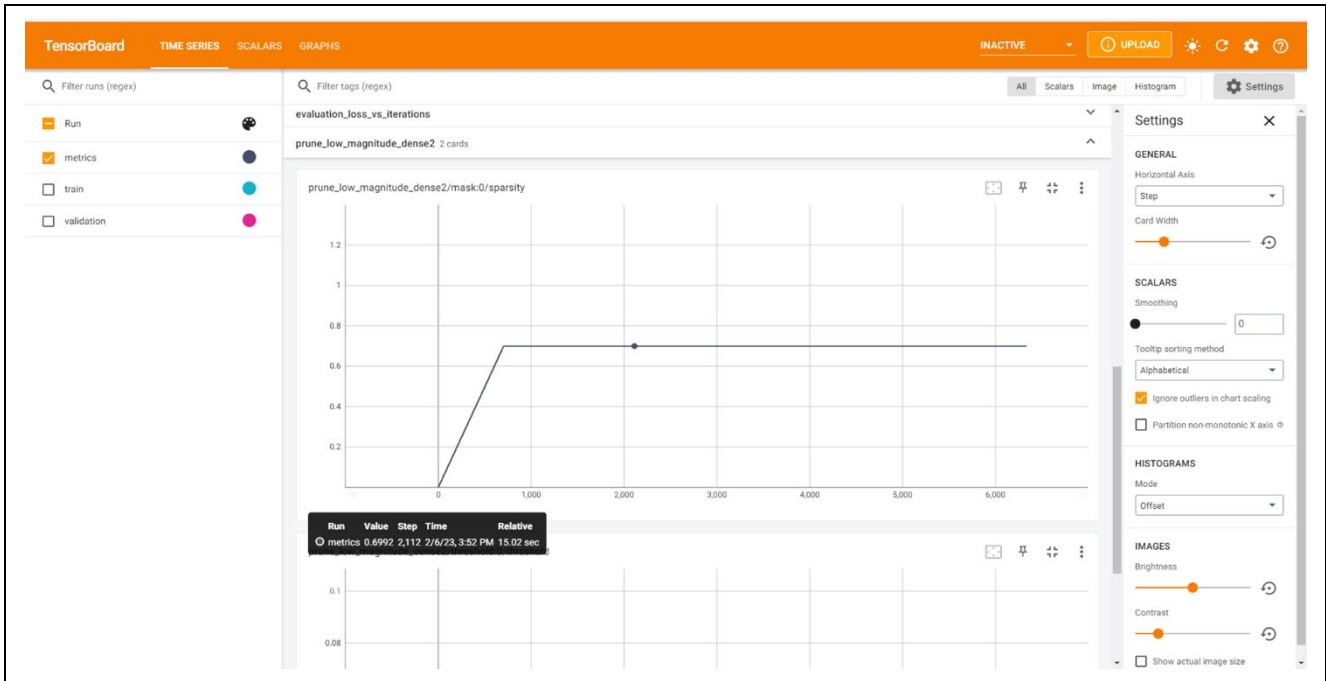 TensorBoard TIME SERIES SCALARS GRAPHS INACTIVE UPLOAD
Filter runs (regex)
Run
metrics
train
validation
Filter tags (regex)
All Scalars Image Histogram Settings
evaluation_loss_vs_iterations
prune_low_magnitude_dense2 2 cards
prune_low_magnitude_dense2/mask:0/sparsity
1.2
1
0.8
0.6
0.4
0.2
0 1,000 2,000 3,000 4,000 5,000 6,000
Run Value Step Time Relative
metrics 0.6992 2,112 2/6/23, 3:52 PM 15.02 sec
prune_low_magnitude_dense2/threshold:0/threshold
0.1
0.08
Settings
GENERAL
Horizontal Axis
Step
Card Width
SCALARS
Smoothing
0
Tooltip sorting method
Alphabetical
Ignore outliers in chart scaling
Partition non-monotonic X axis
HISTOGRAMS
Mode
Offset
IMAGES
Brightness
Contrast
Show actual image size